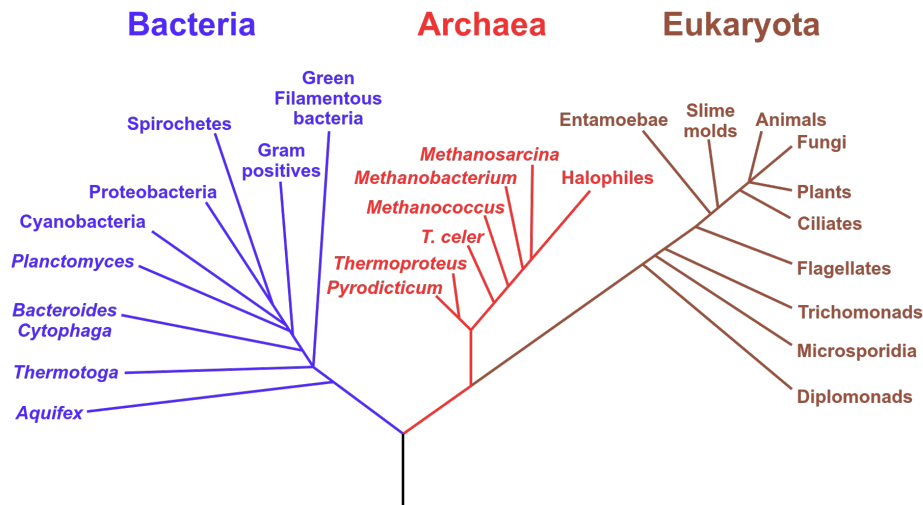 Bacteria
Archaea
Eukaryota
Green
Filamentous
bacteria
Spirochetes
Gram
positives
Proteobacteria
Cyanobacteria
Planctomyces
Bacteroides
Cytophaga
Thermotoga
Aquifex
Methanosarcina
Methanobacterium
Halophiles
Methanococcus
T. celer
Thermoproteus
Pyrodicticum
Entamoebae
Slime
molds
Animals
Fungi
Plants
Ciliates
Flagellates
Trichomonads
Microsporidia
Diplomonads